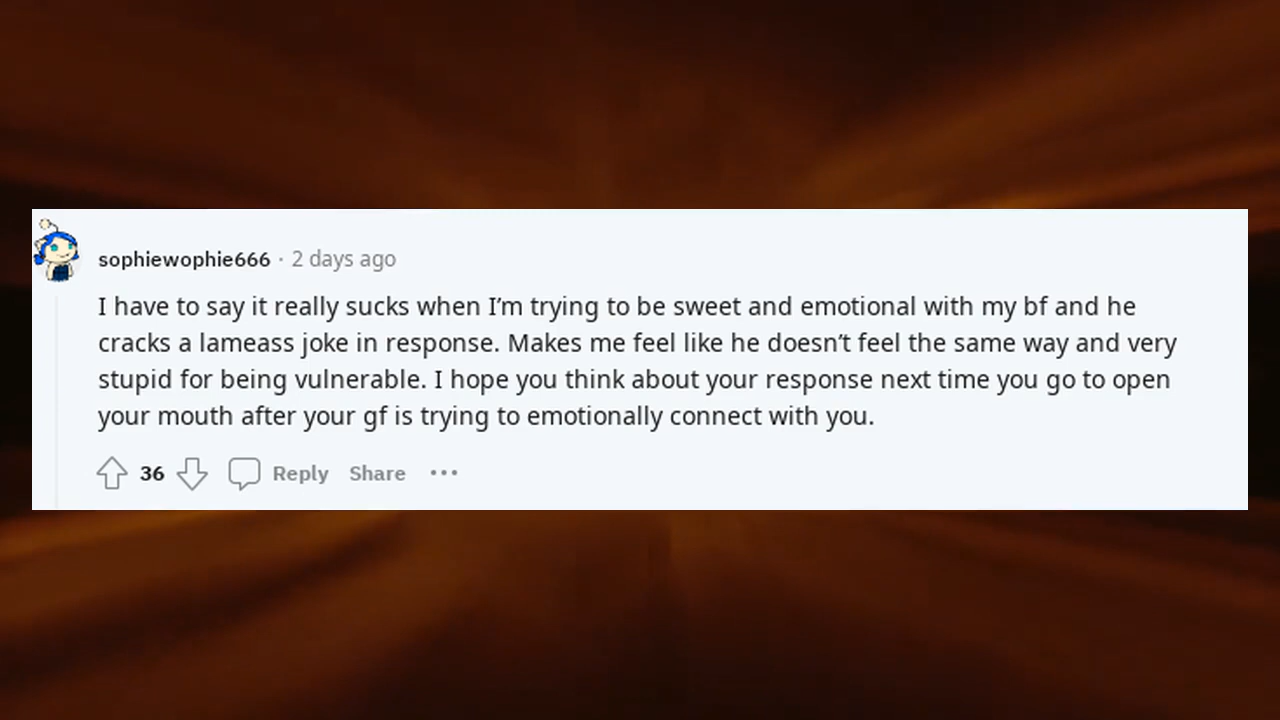 sophiewophie666 · 2 days ago
I have to say it really sucks when I’m trying to be sweet and emotional with my bf and he
cracks a lameass joke in response. Makes me feel like he doesn’t feel the same way and very
stupid for being vulnerable. I hope you think about your response next time you go to open
your mouth after your gf is trying to emotionally connect with you.
36 Reply Share •••